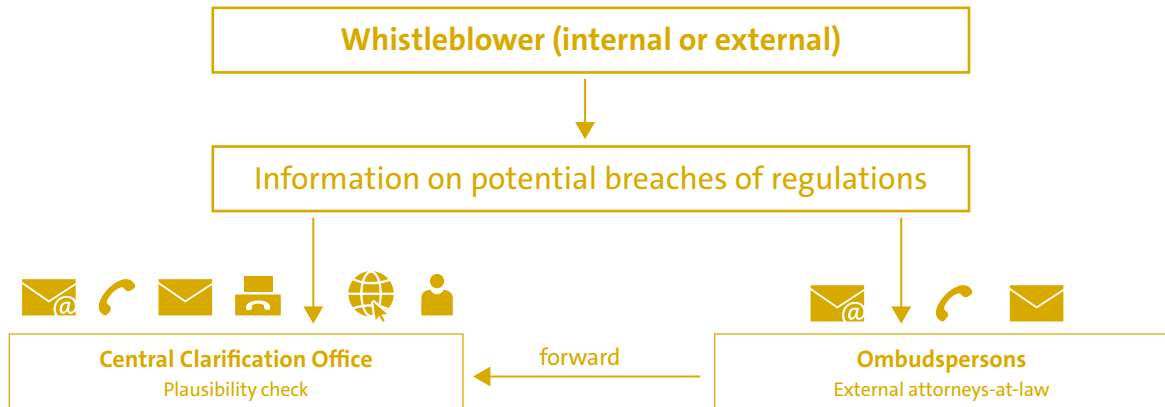 Whistleblower (internal or external)
Information on potential breaches of regulations
Central Clarification Office
Plausibility check
forward
Ombudspersons
External attorneys-at-law